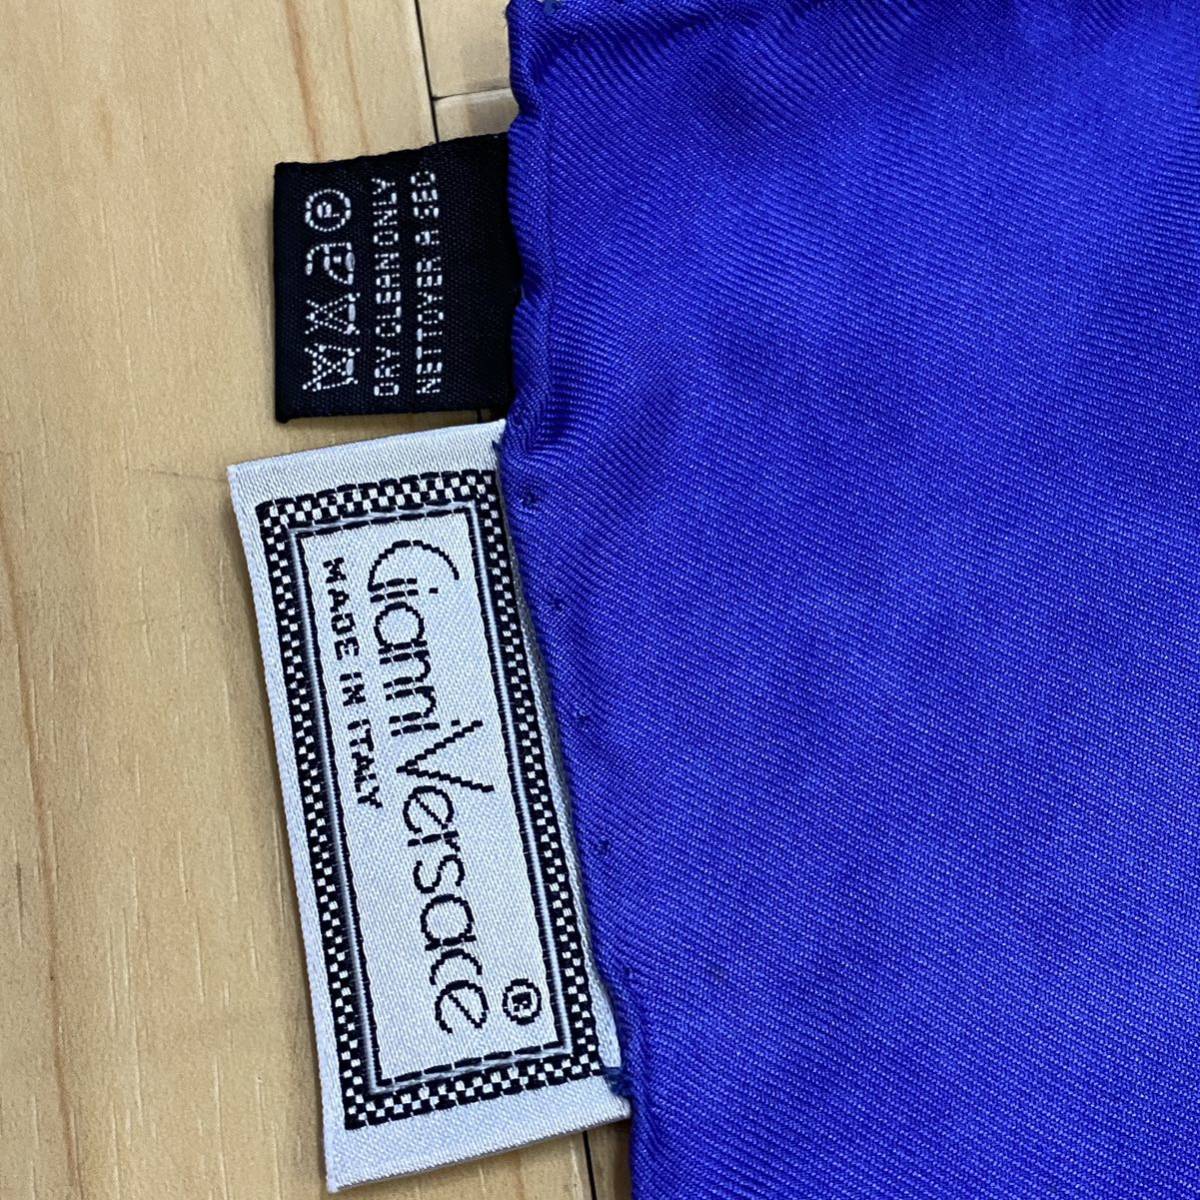 P
DRY CLEAN ONLY
NETTOYER A SEC
Gianni Versace ®
MADE IN ITALY